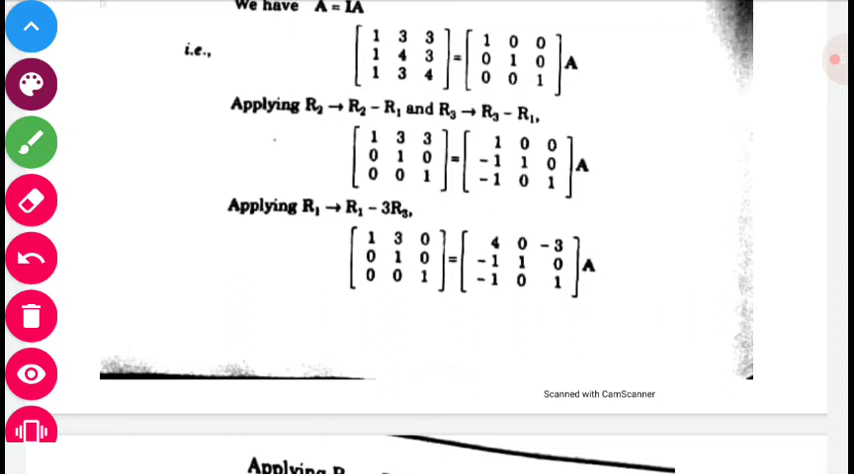 We have A = IA
i.e., [ 1 3 3 ] = [ 1 0 0 ] A
[ 1 4 3 ] [ 0 1 0 ]
[ 1 3 4 ] [ 0 0 1 ]
Applying R₂ → R₂ – R₁ and R₃ → R₃ – R₁,
[ 1 3 3 ] = [ 1 0 0 ] A
[ 0 1 0 ] [ – 1 1 0 ]
[ 0 0 1 ] [ – 1 0 1 ]
Applying R₁ → R₁ – 3R₃,
[ 1 3 0 ] = [ 4 0 – 3 ] A
[ 0 1 0 ] [ – 1 1 0 ]
[ 0 0 1 ] [ – 1 0 1 ]
Scanned with CamScanner
Applying R